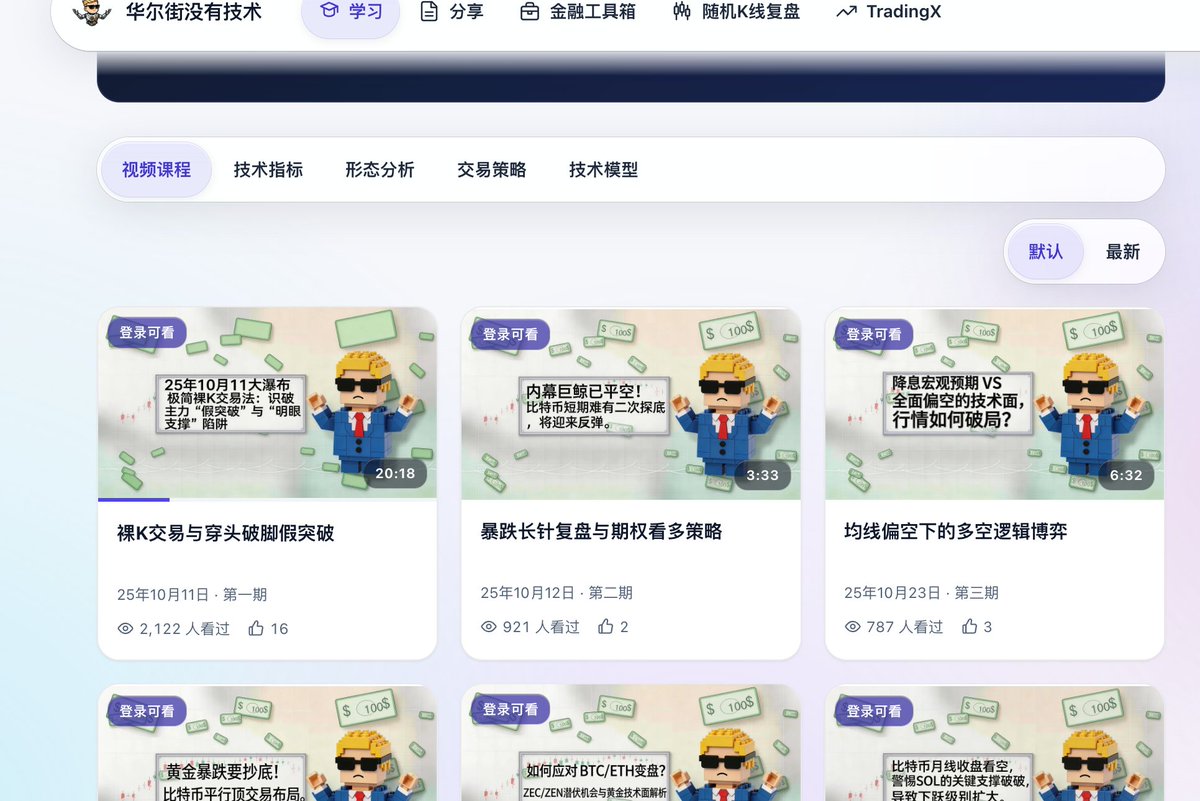 华尔街没有技术
学习
分享
金融工具箱
随机K线复盘
TradingX
视频课程
技术指标
形态分析
交易策略
技术模型
默认
最新
登录可看
25年10月11大瀑布
极简裸K交易法：识破
主力“假突破”与“明眼
支撑”陷阱
20:18
裸K交易与穿头破脚假突破
25年10月11日 · 第一期
2,122 人看过
16
登录可看
$ 100$
$ 100$
内幕巨鲸已平空！
比特币短期难有二次探底
，将迎来反弹。
3:33
暴跌长针复盘与期权看多策略
25年10月12日 · 第二期
921 人看过
2
登录可看
$ 100$
$ 100$
降息宏观预期 VS
全面偏空的技术面，
行情如何破局？
6:32
均线偏空下的多空逻辑博弈
25年10月23日 · 第三期
787 人看过
3
登录可看
$ 100$
$ 100$
黄金暴跌要抄底！
比特币平行顶交易布局。
登录可看
$ 100$
$ 100$
如何应对BTC/ETH变盘？
ZEC/ZEN潜伏机会与黄金技术面解析
登录可看
$ 100$
$ 100$
比特币月线收盘看空，
警惕SOL的关键支撑破破，
导致下跌级别扩大。